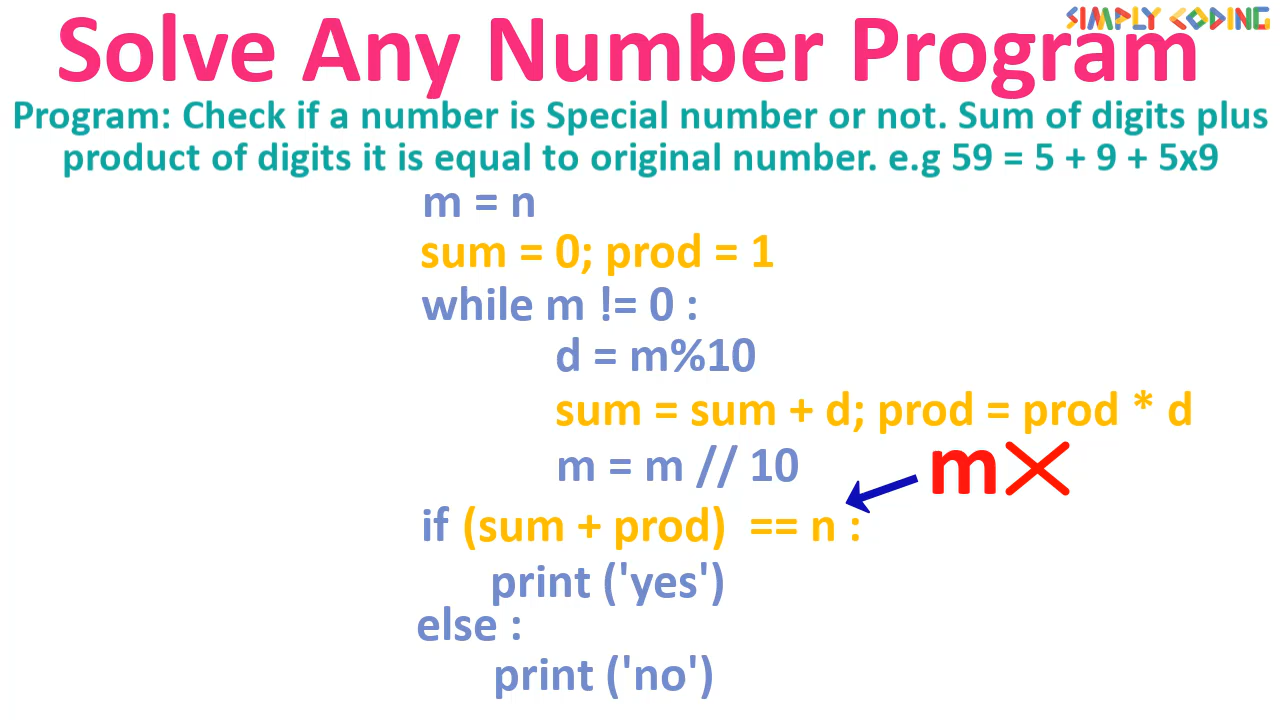 SIMPLY CODING
Solve Any Number Program
Program: Check if a number is Special number or not. Sum of digits plus
product of digits it is equal to original number. e.g 59 = 5 + 9 + 5x9
m = n
sum = 0; prod = 1
while m != 0 :
d = m%10
sum = sum + d; prod = prod * d
m = m // 10
m
if (sum + prod) == n :
print ('yes')
else :
print ('no')